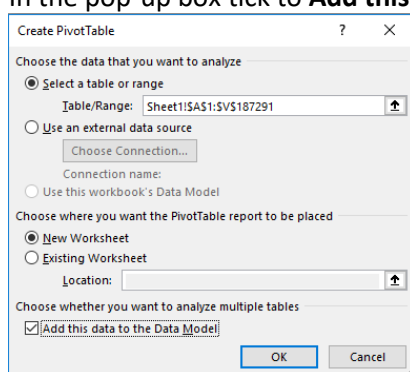 In the pop-up box tick to Add this
Create PivotTable ? ×
Choose the data that you want to analyze
Select a table or range
Table/Range: Sheet1!$A$1:$V$187291
Use an external data source
Choose Connection...
Connection name:
Use this workbook's Data Model
Choose where you want the PivotTable report to be placed
New Worksheet
Existing Worksheet
Location:
Choose whether you want to analyze multiple tables
Add this data to the Data Model
OK Cancel